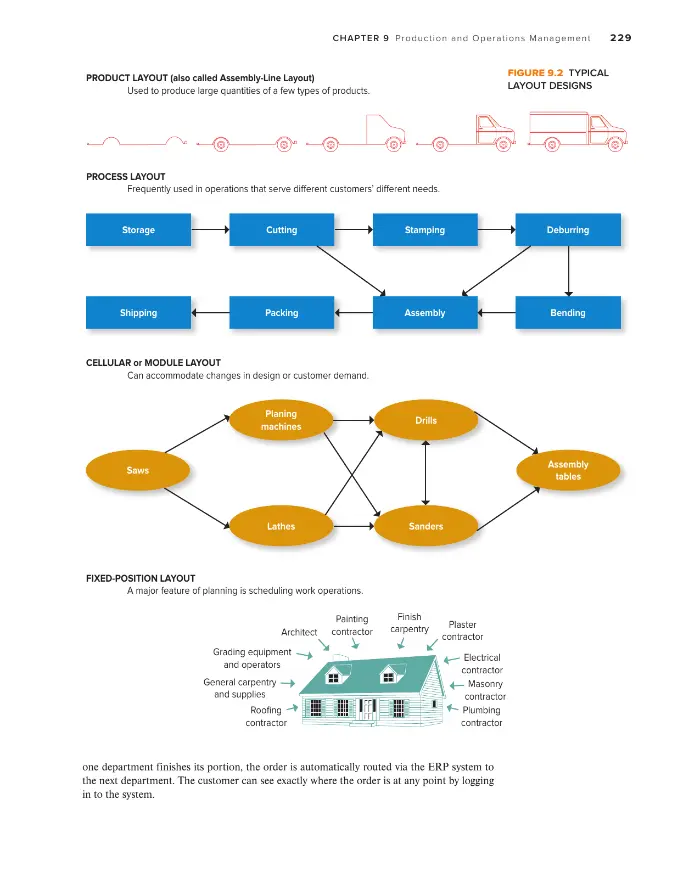 CHAPTER 9 Production and Operations Management 229
FIGURE 9.2 TYPICAL
LAYOUT DESIGNS
PRODUCT LAYOUT (also called Assembly-Line Layout)
Used to produce large quantities of a few types of products.
PROCESS LAYOUT
Frequently used in operations that serve different customers' different needs.
Storage
Cutting
Stamping
Deburring
Shipping
Packing
Assembly
Bending
CELLULAR or MODULE LAYOUT
Can accommodate changes in design or customer demand.
Planing
machines
Drills
Saws
Assembly
tables
Lathes
Sanders
FIXED-POSITION LAYOUT
A major feature of planning is scheduling work operations.
Architect
Painting
contractor
Finish
carpentry
Plaster
contractor
Grading equipment
and operators
Electrical
contractor
General carpentry
and supplies
Masonry
contractor
Roofing
contractor
Plumbing
contractor
one department finishes its portion, the order is automatically routed via the ERP system to
the next department. The customer can see exactly where the order is at any point by logging
in to the system.